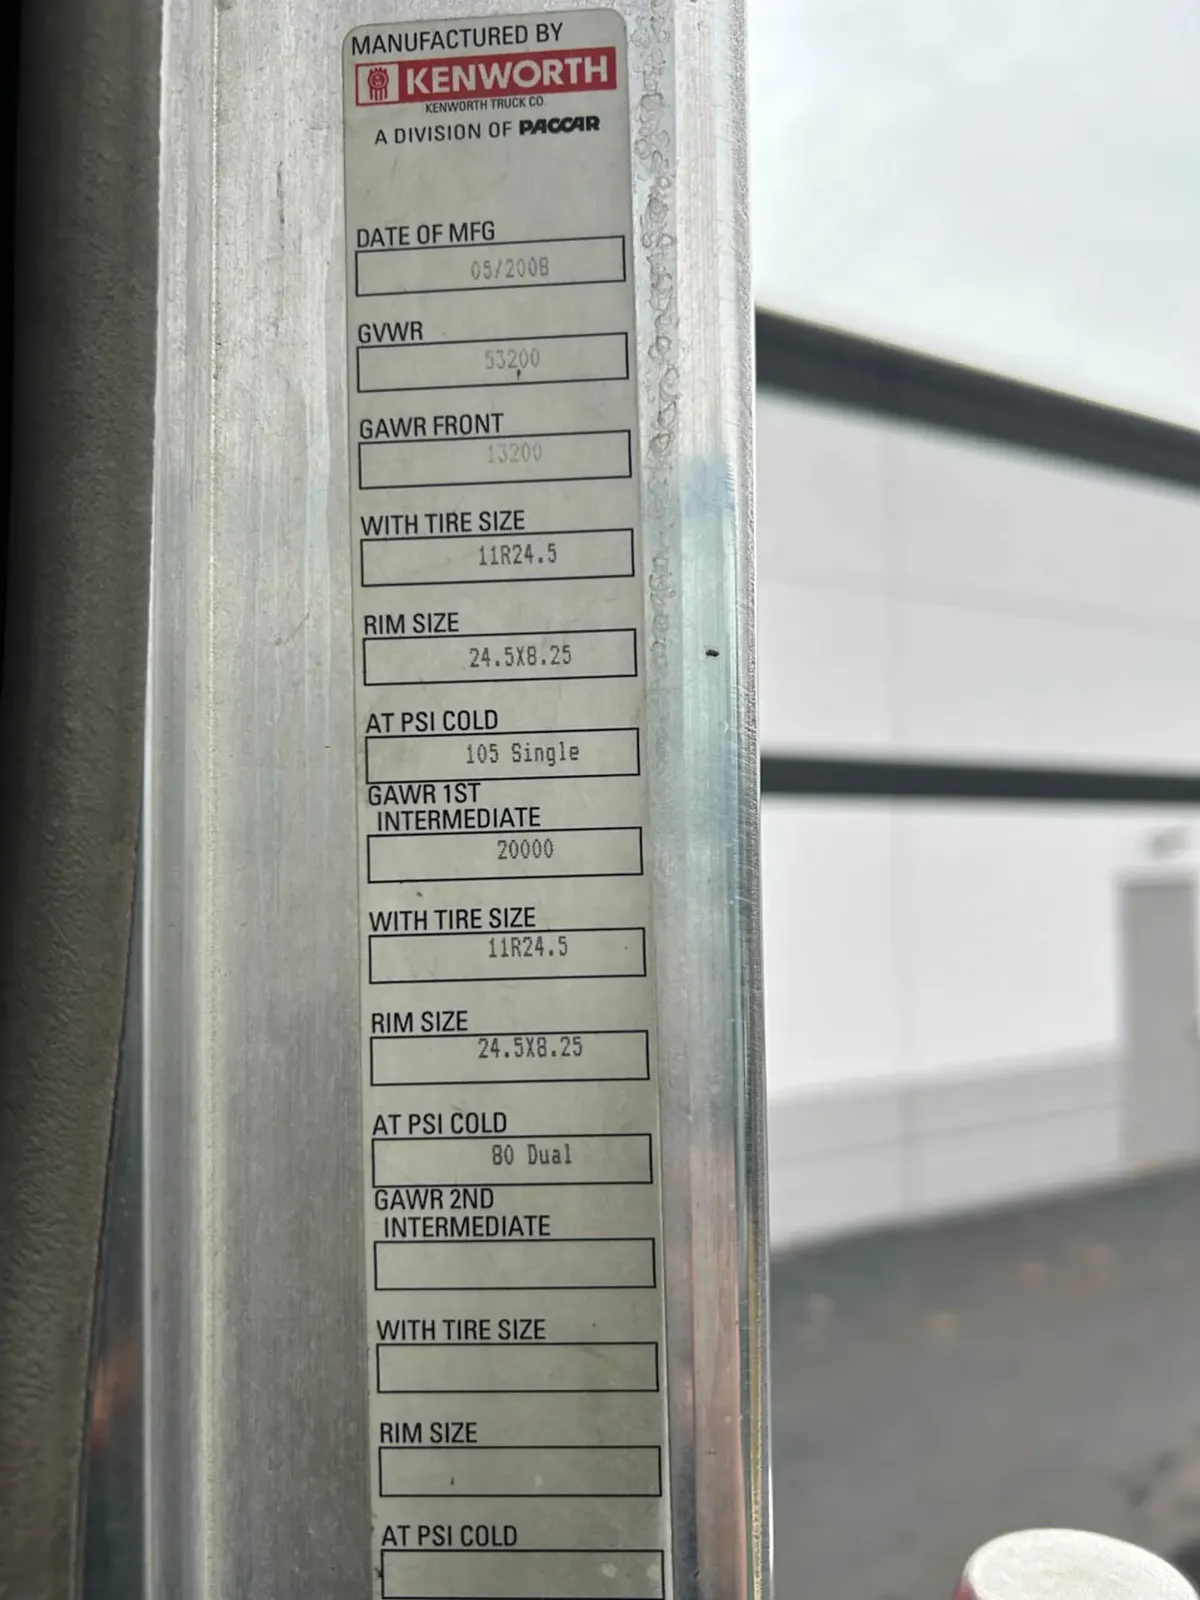 MANUFACTURED BY
KENWORTH
KENWORTH TRUCK CO.
A DIVISION OF PACCAR
DATE OF MFG
05/2008
GVWR
53200
GAWR FRONT
13200
WITH TIRE SIZE
11R24.5
RIM SIZE
24.5X8.25
AT PSI COLD
105 Single
GAWR 1ST
INTERMEDIATE
20000
WITH TIRE SIZE
11R24.5
RIM SIZE
24.5X8.25
AT PSI COLD
80 Dual
GAWR 2ND
INTERMEDIATE
WITH TIRE SIZE
RIM SIZE
AT PSI COLD